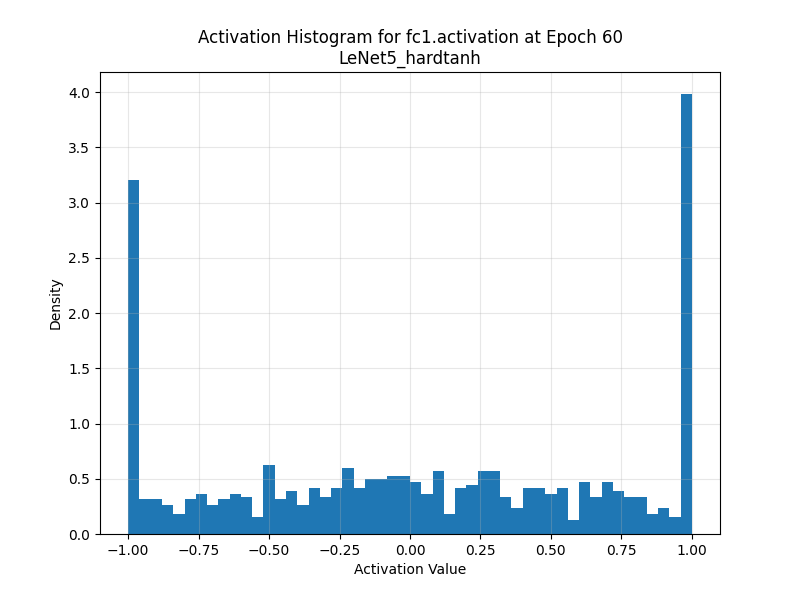 Activation Histogram for fc1.activation at Epoch 60
LeNet5_hardtanh
4.0
3.5
3.0
2.5
2.0
1.5
1.0
0.5
0.0
Density
−1.00 −0.75 −0.50 −0.25 0.00 0.25 0.50 0.75 1.00
Activation Value